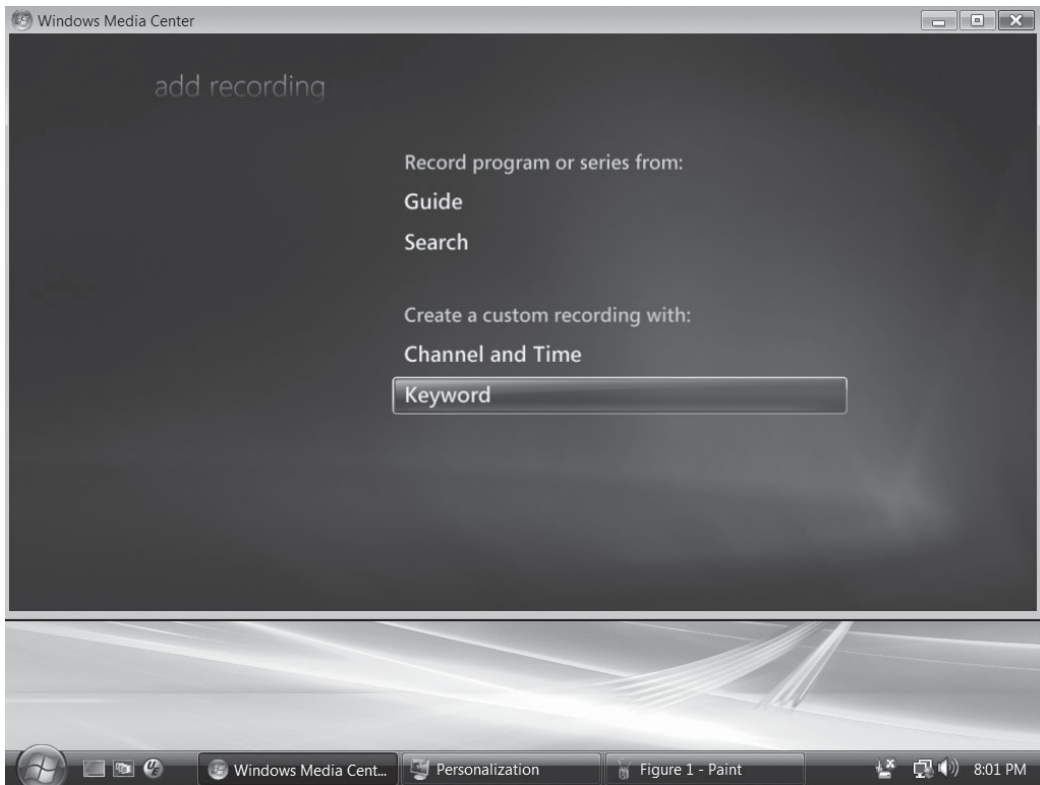 Windows Media Center
add recording
Record program or series from:
Guide
Search
Create a custom recording with:
Channel and Time
Keyword
Windows Media Cent...
Personalization
Figure 1 - Paint
8:01 PM